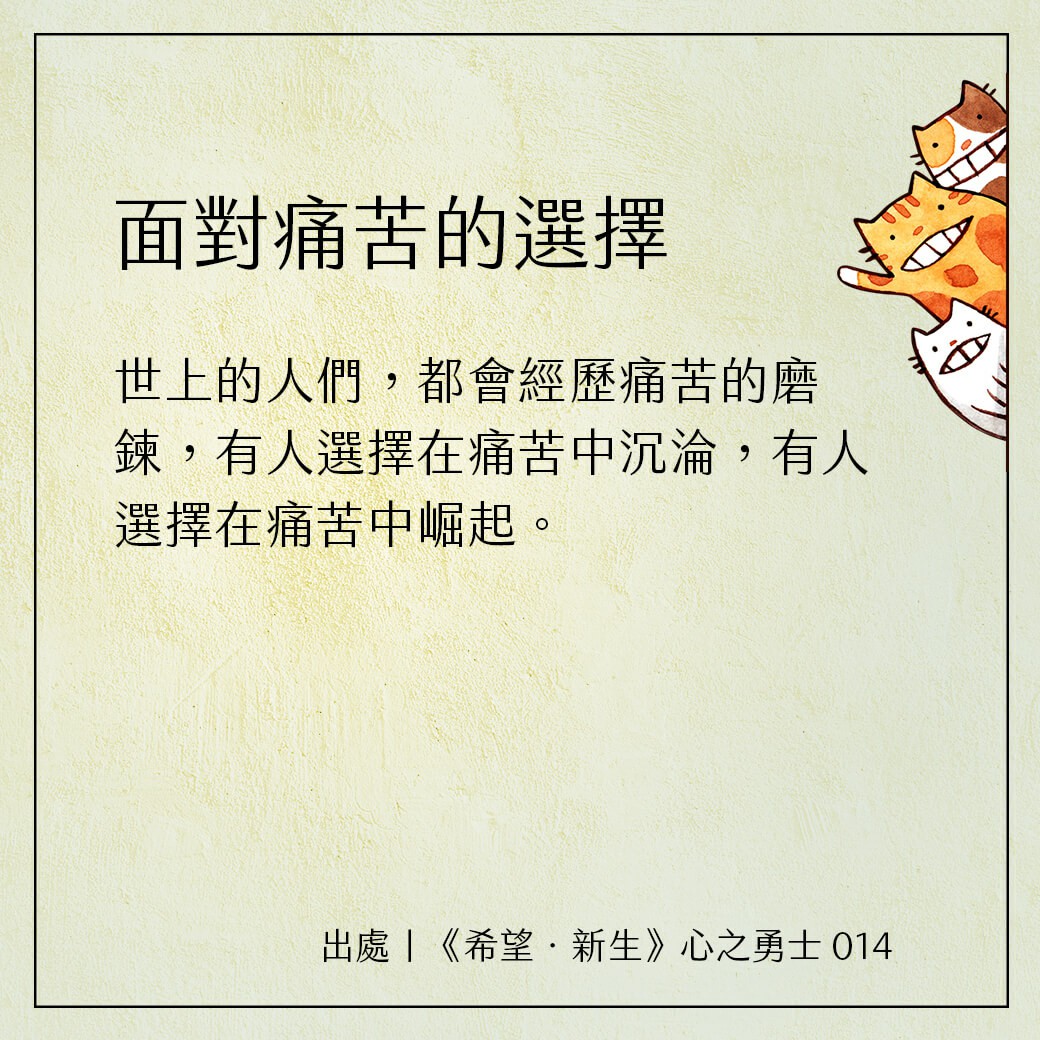 面對痛苦的選擇
世上的人們，都會經歷痛苦的磨
鍊，有人選擇在痛苦中沉淪，有人
選擇在痛苦中崛起。
出處｜《希望．新生》心之勇士 014